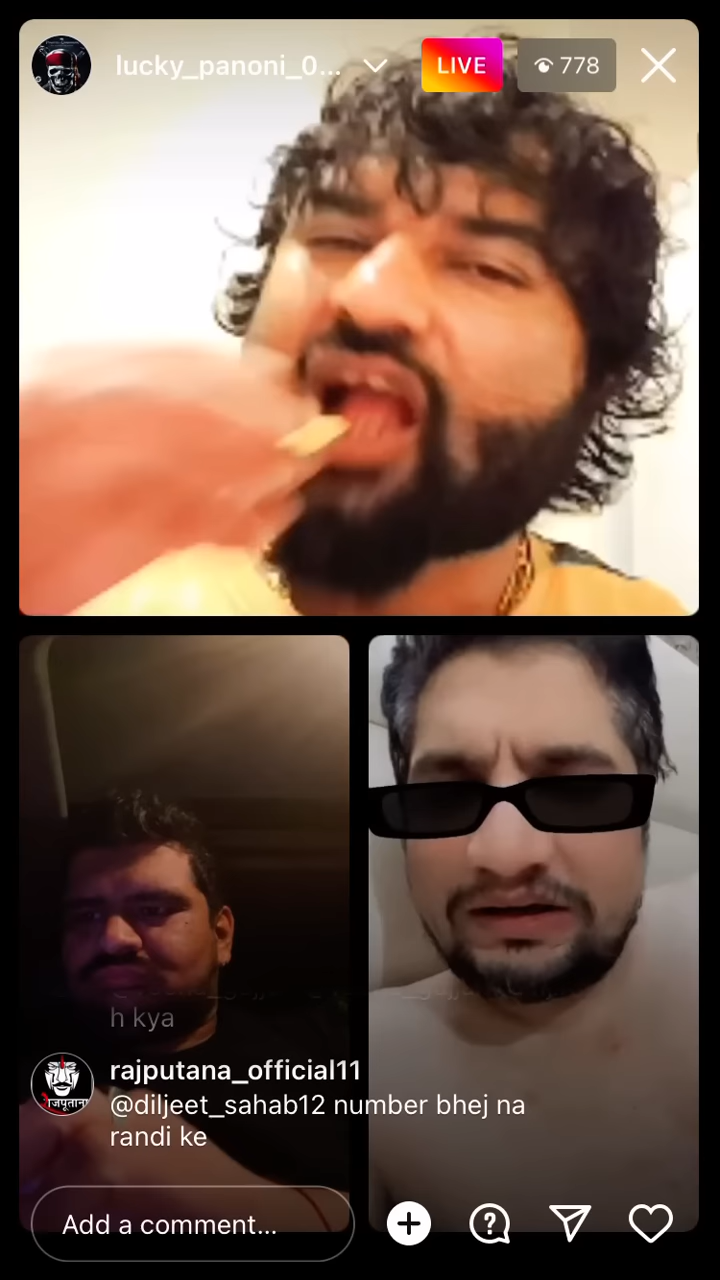 lucky_panoni_0...
LIVE
778
h kya
rajputana_official11
@diljeet_sahab12 number bhej na
randi ke
Add a comment...